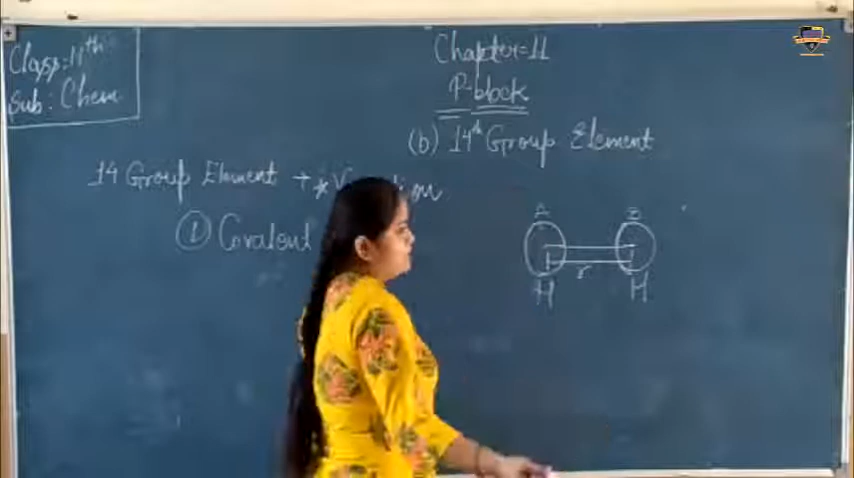 Class: 11th
Sub: Chem
Chapter=11
P-block
(b) 14th Group Element
14 Group Element → *
① Covalent
A B
r
H H